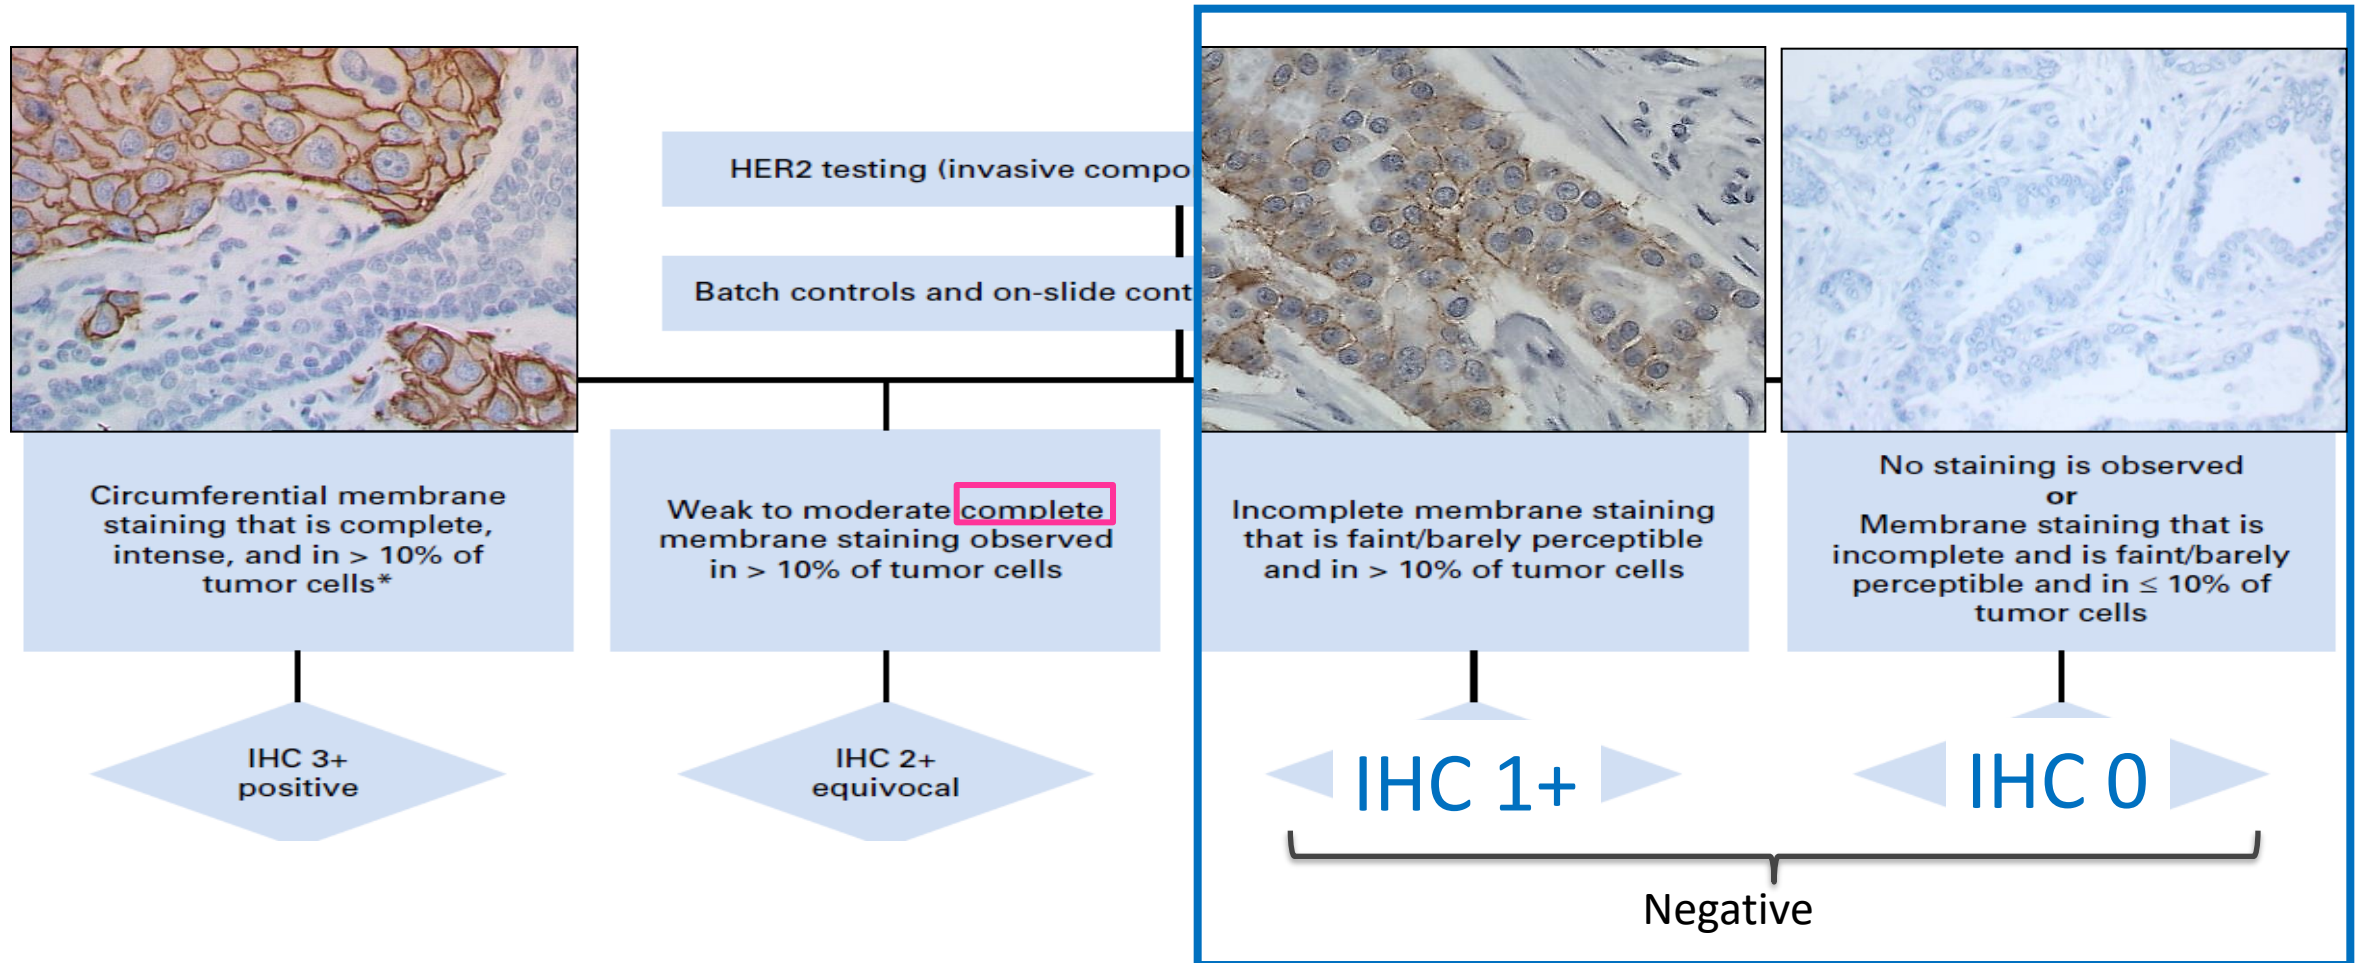 HER2 testing (invasive compo
Batch controls and on-slide cont
Circumferential membrane
staining that is complete,
intense, and in > 10% of
tumor cells*
IHC 3+
positive
Weak to moderate complete
membrane staining observed
in > 10% of tumor cells
IHC 2+
equivocal
Incomplete membrane staining
that is faint/barely perceptible
and in > 10% of tumor cells
IHC 1+
No staining is observed
or
Membrane staining that is
incomplete and is faint/barely
perceptible and in ≤ 10% of
tumor cells
IHC 0
Negative